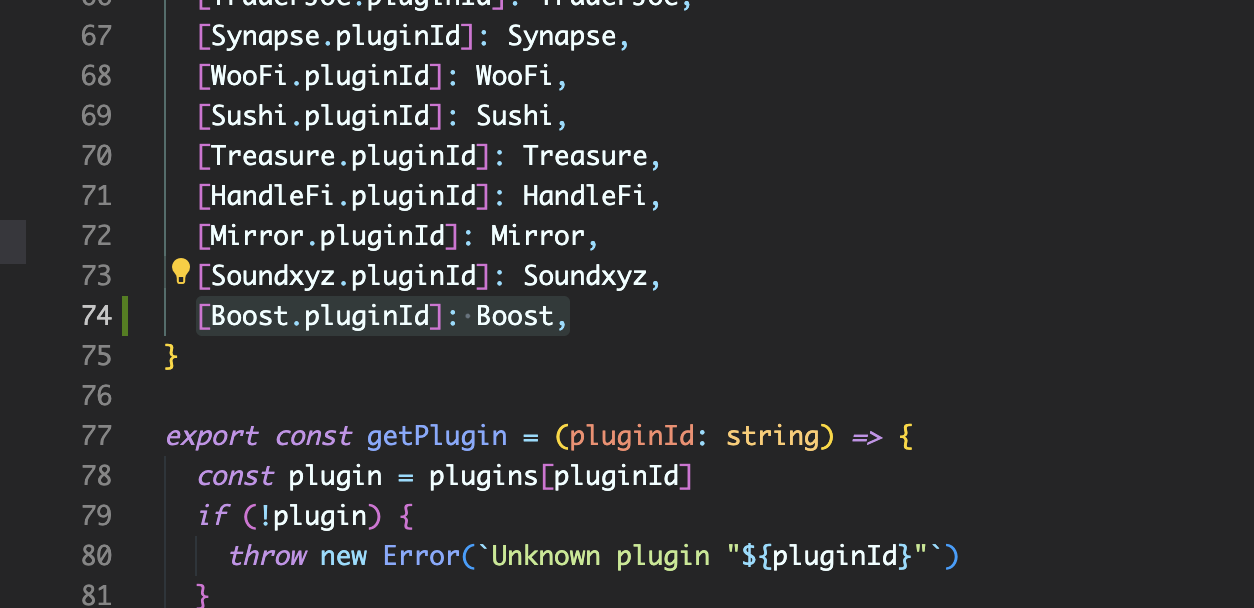 66 [TraderJoe.pluginId]: TraderJoe,
67 [Synapse.pluginId]: Synapse,
68 [WooFi.pluginId]: WooFi,
69 [Sushi.pluginId]: Sushi,
70 [Treasure.pluginId]: Treasure,
71 [HandleFi.pluginId]: HandleFi,
72 [Mirror.pluginId]: Mirror,
73 [Soundxyz.pluginId]: Soundxyz,
74 [Boost.pluginId]: Boost,
75 }
76
77 export const getPlugin = (pluginId: string) => {
78 const plugin = plugins[pluginId]
79 if (!plugin) {
80 throw new Error(`Unknown plugin "${pluginId}"`)
81 }